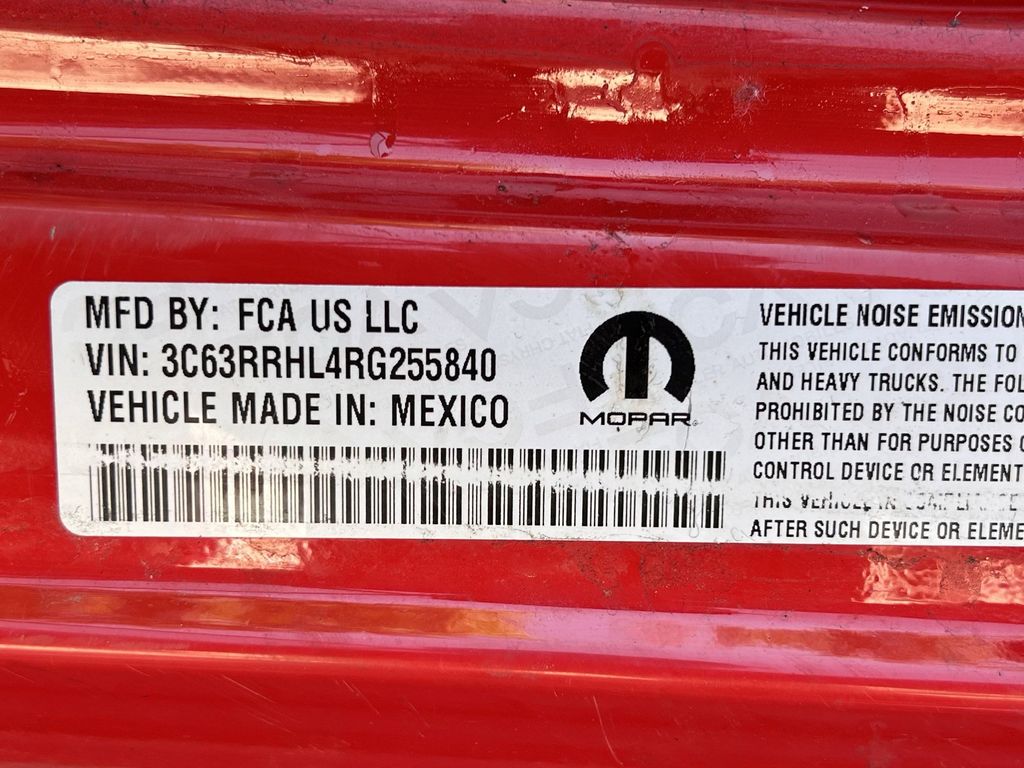 MFD BY: FCA US LLC
VIN: 3C63RRHL4RG255840
VEHICLE MADE IN: MEXICO
MOPAR
VEHICLE NOISE EMISSION
THIS VEHICLE CONFORMS TO
AND HEAVY TRUCKS. THE FOL
PROHIBITED BY THE NOISE CO
OTHER THAN FOR PURPOSES O
CONTROL DEVICE OR ELEMENT
THIS VEHICLE
AFTER SUCH DEVICE OR ELEME